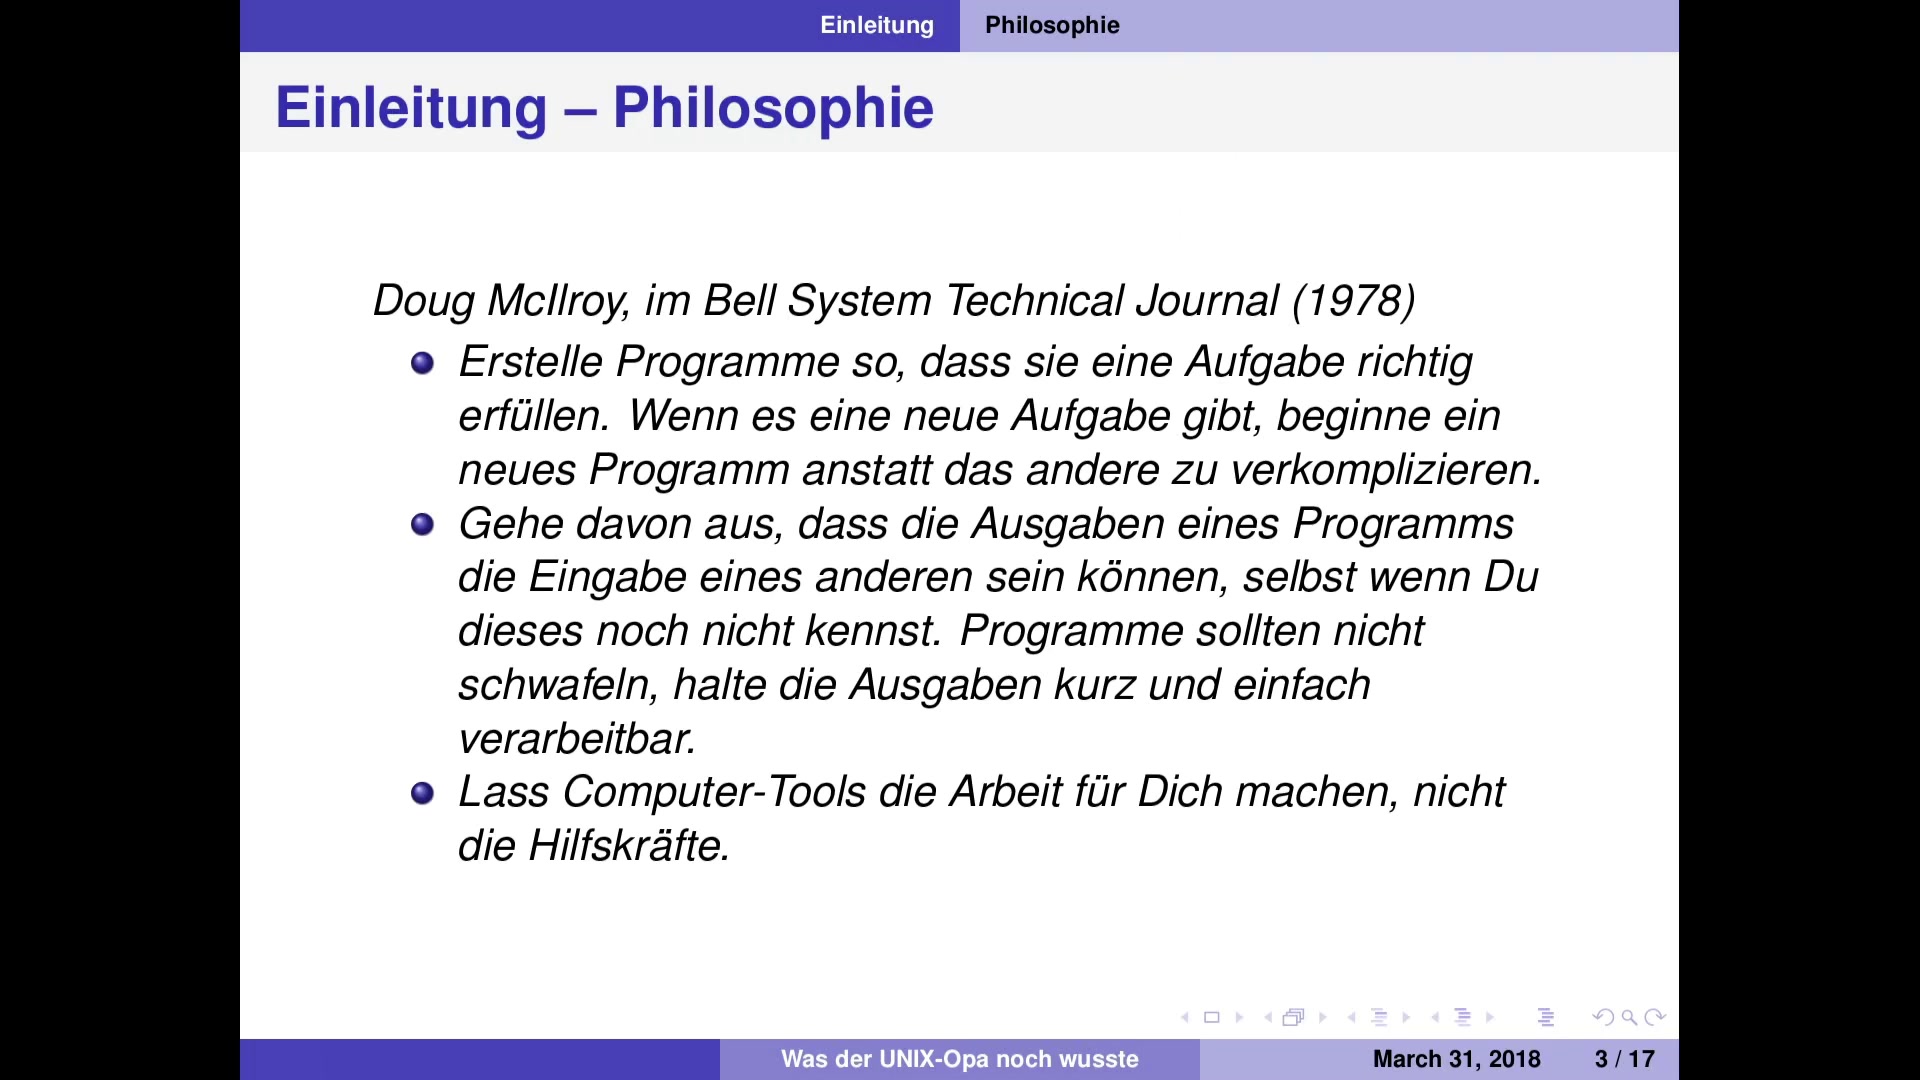 Einleitung Philosophie
Einleitung – Philosophie
Doug McIlroy, im Bell System Technical Journal (1978)
Erstelle Programme so, dass sie eine Aufgabe richtig
erfüllen. Wenn es eine neue Aufgabe gibt, beginne ein
neues Programm anstatt das andere zu verkomplizieren.
Gehe davon aus, dass die Ausgaben eines Programms
die Eingabe eines anderen sein können, selbst wenn Du
dieses noch nicht kennst. Programme sollten nicht
schwafeln, halte die Ausgaben kurz und einfach
verarbeitbar.
Lass Computer-Tools die Arbeit für Dich machen, nicht
die Hilfskräfte.
Was der UNIX-Opa noch wusste March 31, 2018 3 / 17